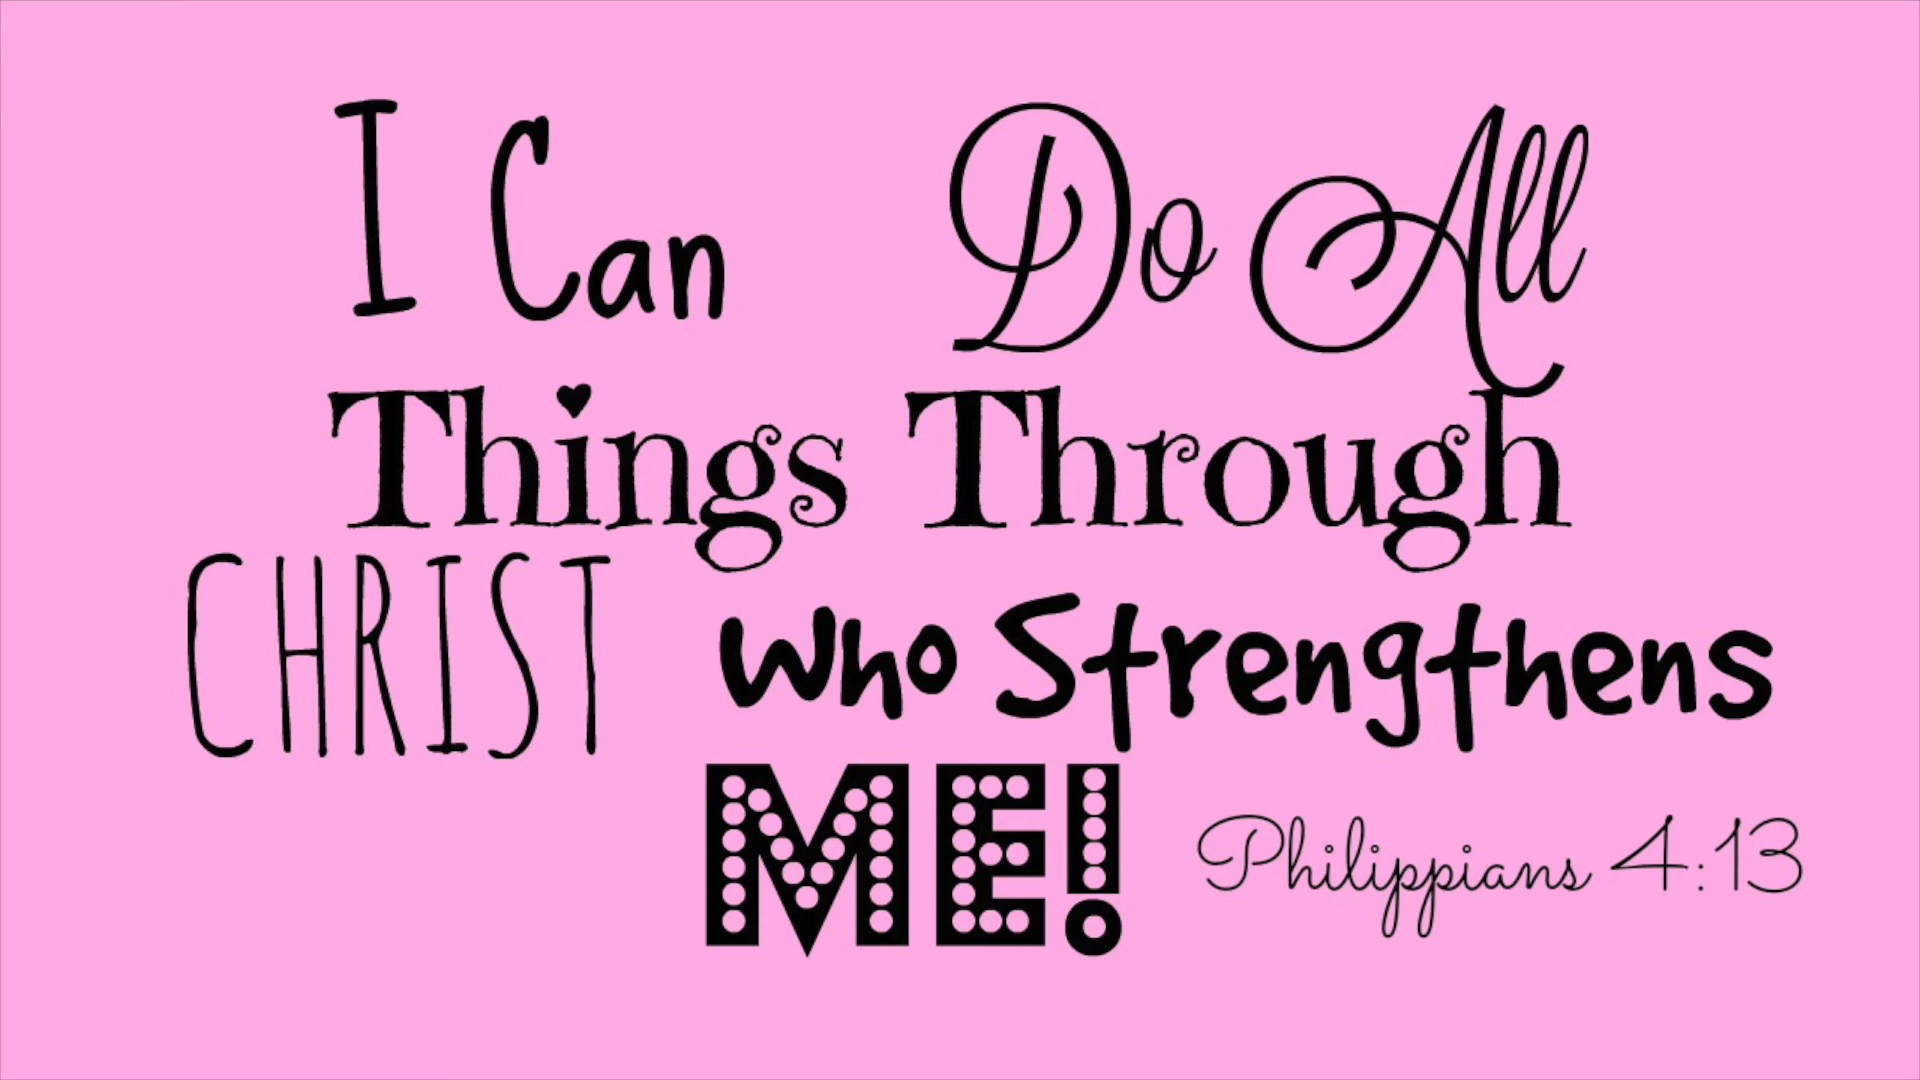 I Can Do All
Things Through
CHRIST who Strengthens
ME! Philippians 4:13